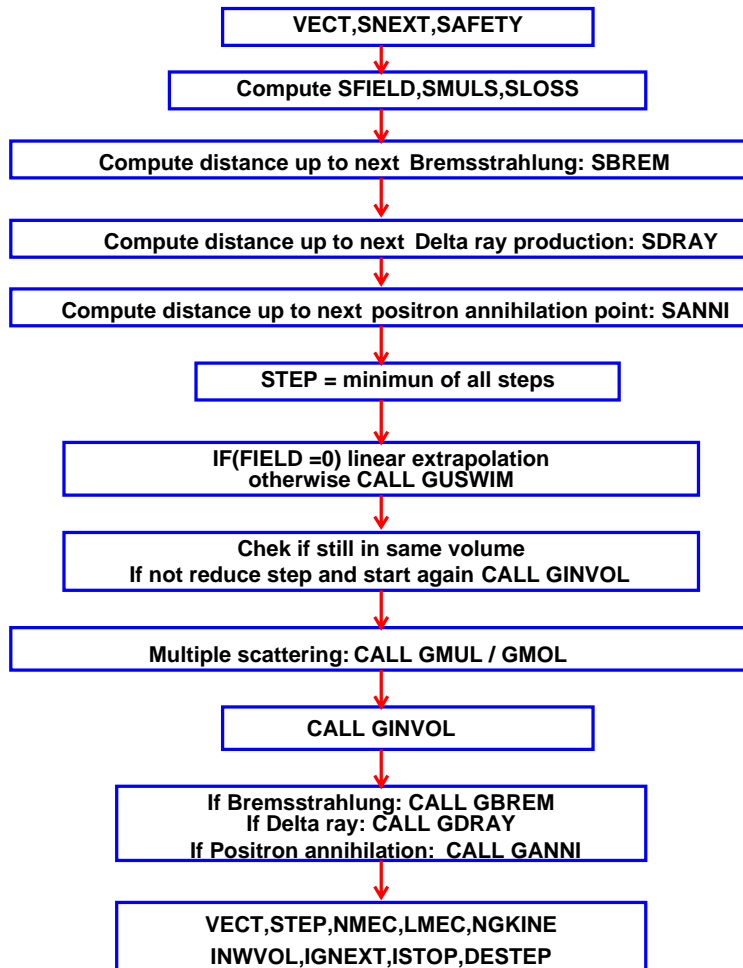 VECT,SNEXT,SAFETY
Compute SFIELD,SMULS,SLOSS
Compute distance up to next Bremsstrahlung: SBREM
Compute distance up to next Delta ray production: SDRAY
Compute distance up to next positron annihilation point: SANNI
STEP = minimun of all steps
IF(FIELD =0) linear extrapolation
otherwise CALL GUSWIM
Chek if still in same volume
If not reduce step and start again CALL GINVOL
Multiple scattering: CALL GMUL / GMOL
CALL GINVOL
If Bremsstrahlung: CALL GBREM
If Delta ray: CALL GDRAY
If Positron annihilation: CALL GANNI
VECT,STEP,NMEC,LMEC,NGKINE
INWVOL,IGNEXT,ISTOP,DESTEP